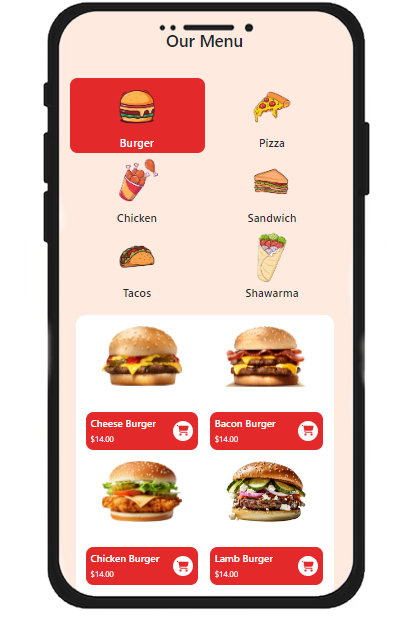 Our Menu
Burger
Pizza
Chicken
Sandwich
Tacos
Shawarma
Cheese Burger
$14.00
Bacon Burger
$14.00
Chicken Burger
$14.00
Lamb Burger
$14.00